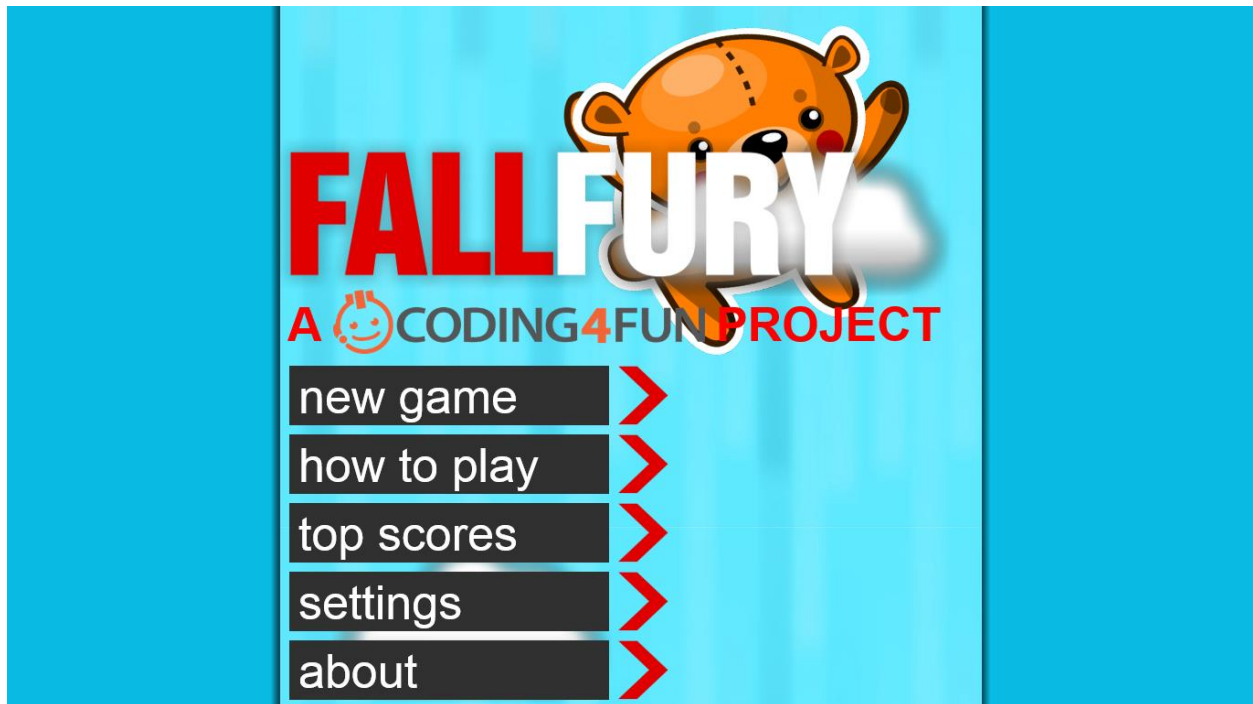 FALLFURY
A CODING4FUN PROJECT
new game
how to play
top scores
settings
about